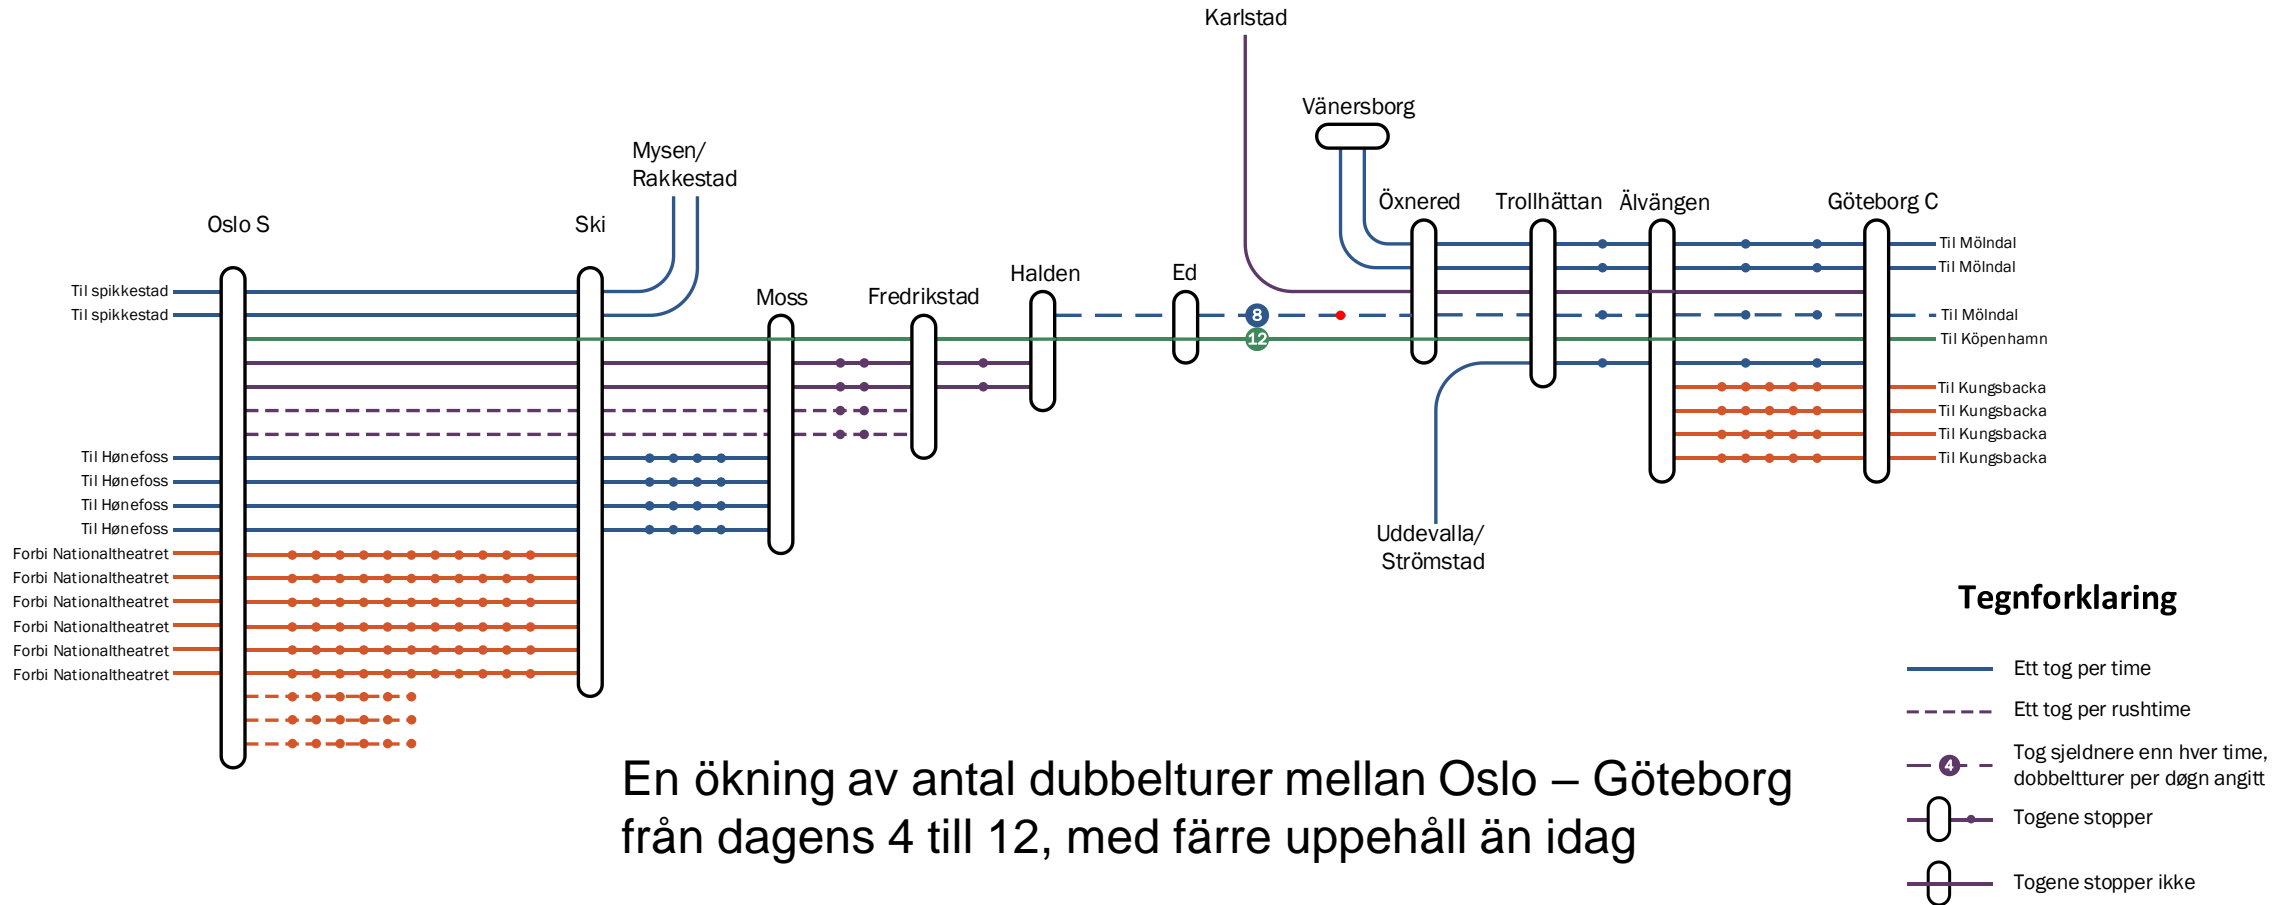 Karlstad
Vänersborg
Mysen/
Rakkestad
Öxnered
Trollhättan
Älvängen
Göteborg C
Oslo S
Ski
Halden
Ed
Moss
Fredrikstad
Til spikkestad
Til spikkestad
Til Hønefoss
Til Hønefoss
Til Hønefoss
Til Hønefoss
Forbi Nationaltheatret
Forbi Nationaltheatret
Forbi Nationaltheatret
Forbi Nationaltheatret
Forbi Nationaltheatret
Forbi Nationaltheatret
8
12
Til Mölndal
Til Mölndal
Til Mölndal
Til Köpenhamn
Til Kungsbacka
Til Kungsbacka
Til Kungsbacka
Til Kungsbacka
Uddevalla/
Strömstad
Tegnforklaring
Ett tog per time
Ett tog per rushtime
Tog sjeldnere enn hver time,
dobbeltturer per døgn angitt
4
Togene stopper
Togene stopper ikke
En ökning av antal dubbelturer mellan Oslo – Göteborg
från dagens 4 till 12, med färre uppehåll än idag